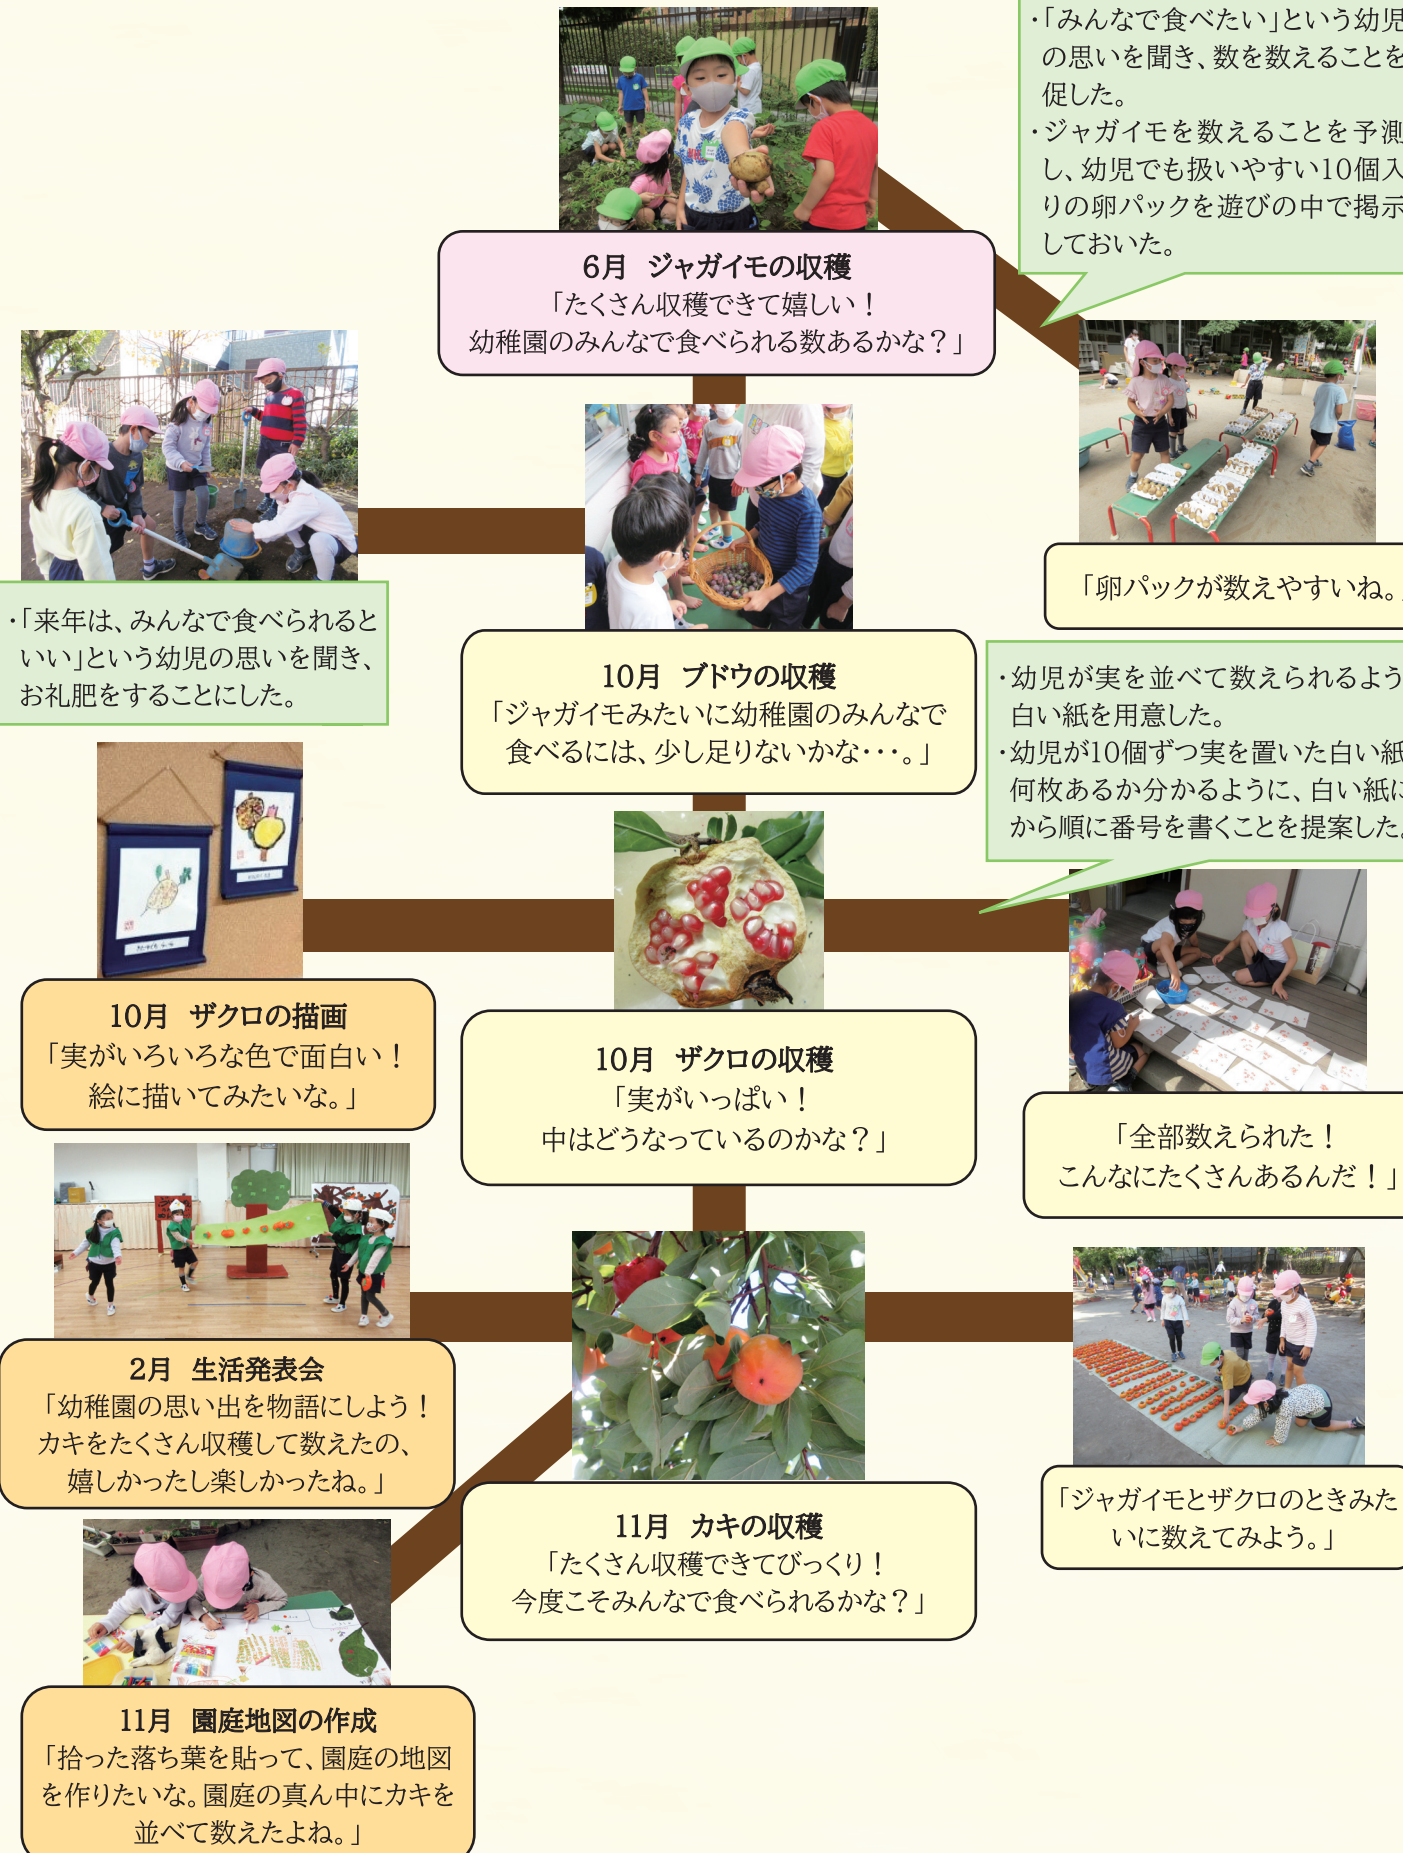 ・「みんなで食べたい」という幼児
の思いを聞き、数を数えることを
促した。
・ジャガイモを数えることを予測
し、幼児でも扱いやすい10個入
りの卵パックを遊びの中で掲示
しておいた。
6月　ジャガイモの収穫
「たくさん収穫できて嬉しい！
幼稚園のみんなで食べられる数あるかな？」
「卵パックが数えやすいね。
・「来年は、みんなで食べられると
いい」という幼児の思いを聞き、
お礼肥をすることにした。
10月　ブドウの収穫
「ジャガイモみたいに幼稚園のみんなで
食べるには、少し足りないかな・・・。」
・幼児が実を並べて数えられるよう
白い紙を用意した。
・幼児が10個ずつ実を置いた白い紙
何枚あるか分かるように、白い紙に
から順に番号を書くことを提案した。
10月　ザクロの描画
「実がいろいろな色で面白い！
絵に描いてみたいな。」
10月　ザクロの収穫
「実がいっぱい！
中はどうなっているのかな？」
「全部数えられた！
こんなにたくさんあるんだ！」
2月　生活発表会
「幼稚園の思い出を物語にしよう！
カキをたくさん収穫して数えたの、
嬉しかったし楽しかったね。」
11月　カキの収穫
「たくさん収穫できてびっくり！
今度こそみんなで食べられるかな？」
「ジャガイモとザクロのときみた
いに数えてみよう。」
11月　園庭地図の作成
「拾った落ち葉を貼って、園庭の地図
を作りたいな。園庭の真ん中にカキを
並べて数えたよね。」